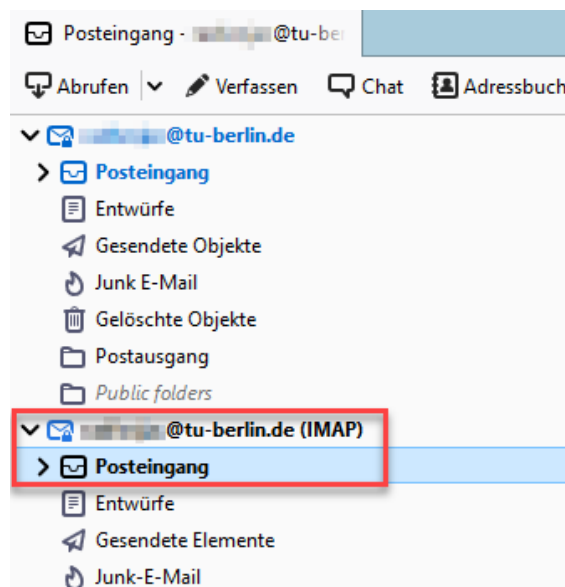 Posteingang - @tu-be
Abrufen Verfassen Chat Adressbuch
@tu-berlin.de
Posteingang
Entwürfe
Gesendete Objekte
Junk E-Mail
Gelöschte Objekte
Postausgang
Public folders
@tu-berlin.de (IMAP)
Posteingang
Entwürfe
Gesendete Elemente
Junk-E-Mail